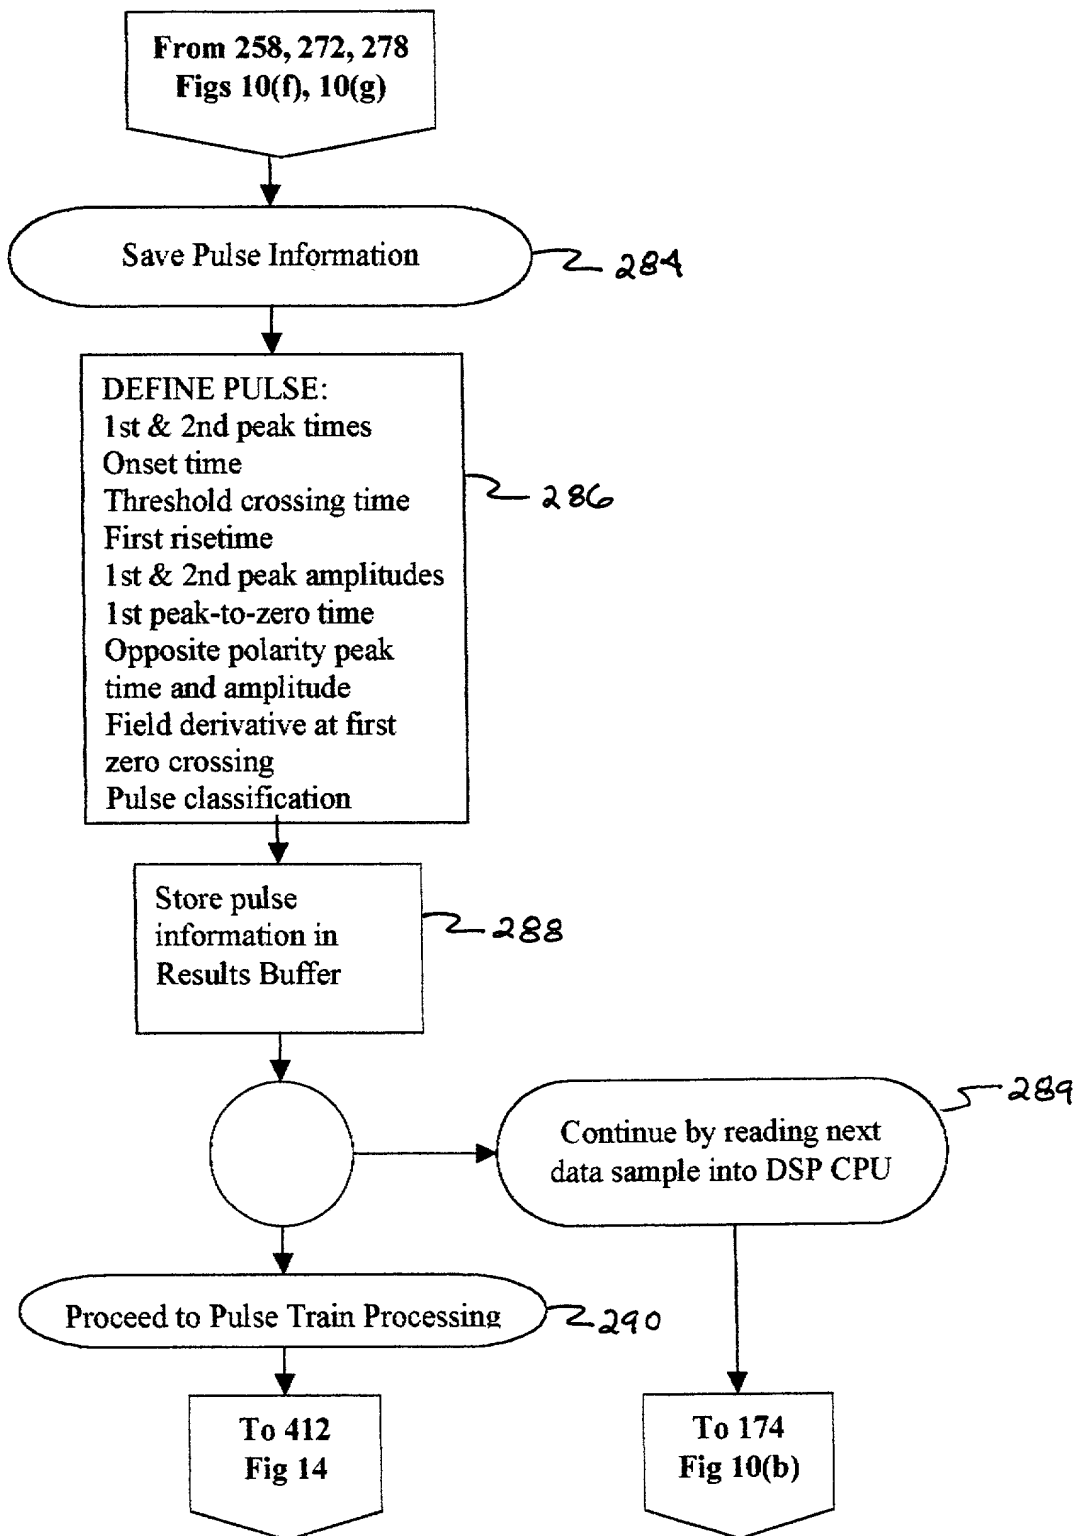 From 258, 272, 278
Figs 10(f), 10(g)
Save Pulse Information
284
DEFINE PULSE:
1st & 2nd peak times
Onset time
Threshold crossing time
First risetime
1st & 2nd peak amplitudes
1st peak-to-zero time
Opposite polarity peak
time and amplitude
Field derivative at first
zero crossing
Pulse classification
286
Store pulse
information in
Results Buffer
288
Continue by reading next
data sample into DSP CPU
289
Proceed to Pulse Train Processing
290
To 412
Fig 14
To 174
Fig 10(b)